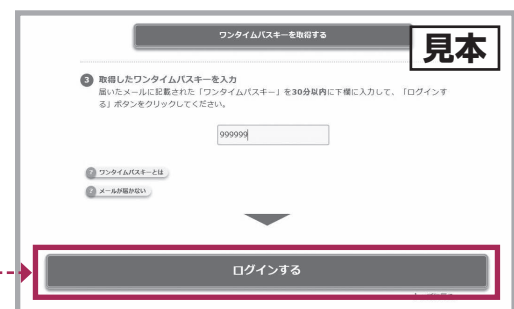 ワンタイムパスキーを取得する
見本
3 取得したワンタイムパスキーを入力
届いたメールに記載された「ワンタイムパスキー」を30分以内に下欄に入力して、「ログインす
る」ボタンをクリックしてください。
999999
? ワンタイムパスキーとは
? メールが届かない
ログインする